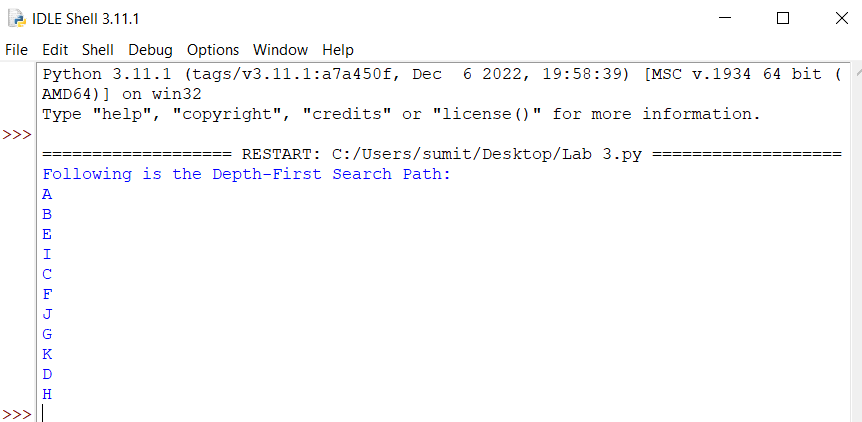 IDLE Shell 3.11.1
File Edit Shell Debug Options Window Help
Python 3.11.1 (tags/v3.11.1:a7a450f, Dec  6 2022, 19:58:39) [MSC v.1934 64 bit (
AMD64)] on win32
Type "help", "copyright", "credits" or "license()" for more information.
>>>
=================== RESTART: C:/Users/sumit/Desktop/Lab 3.py ===================
Following is the Depth-First Search Path:
A
B
E
I
C
F
J
G
K
D
H
>>>